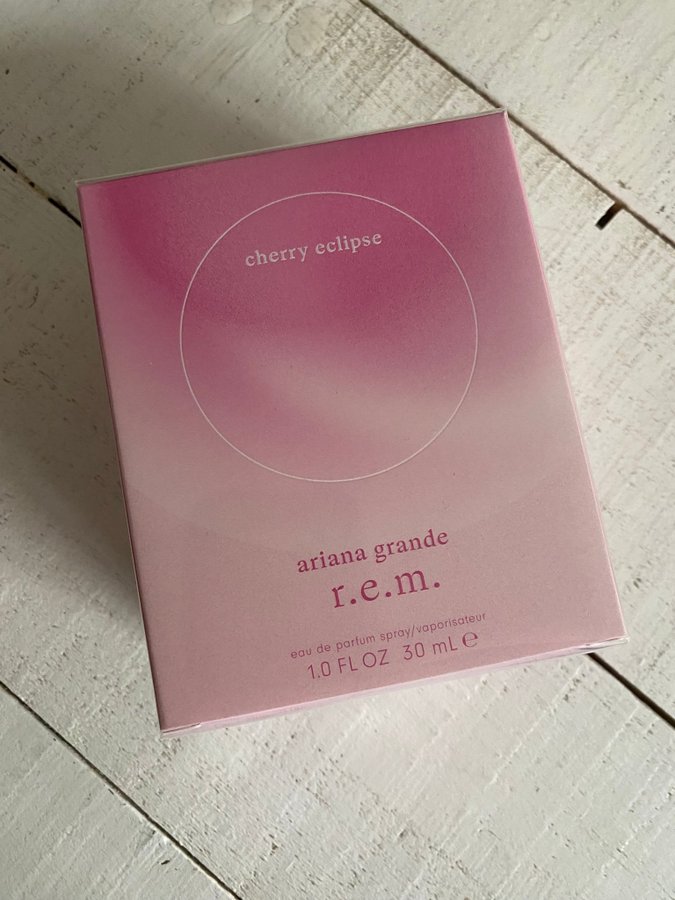 cherry eclipse
ariana grande
r.e.m.
eau de parfum spray/vaporisateur
1.0 FL OZ 30 mL ℮